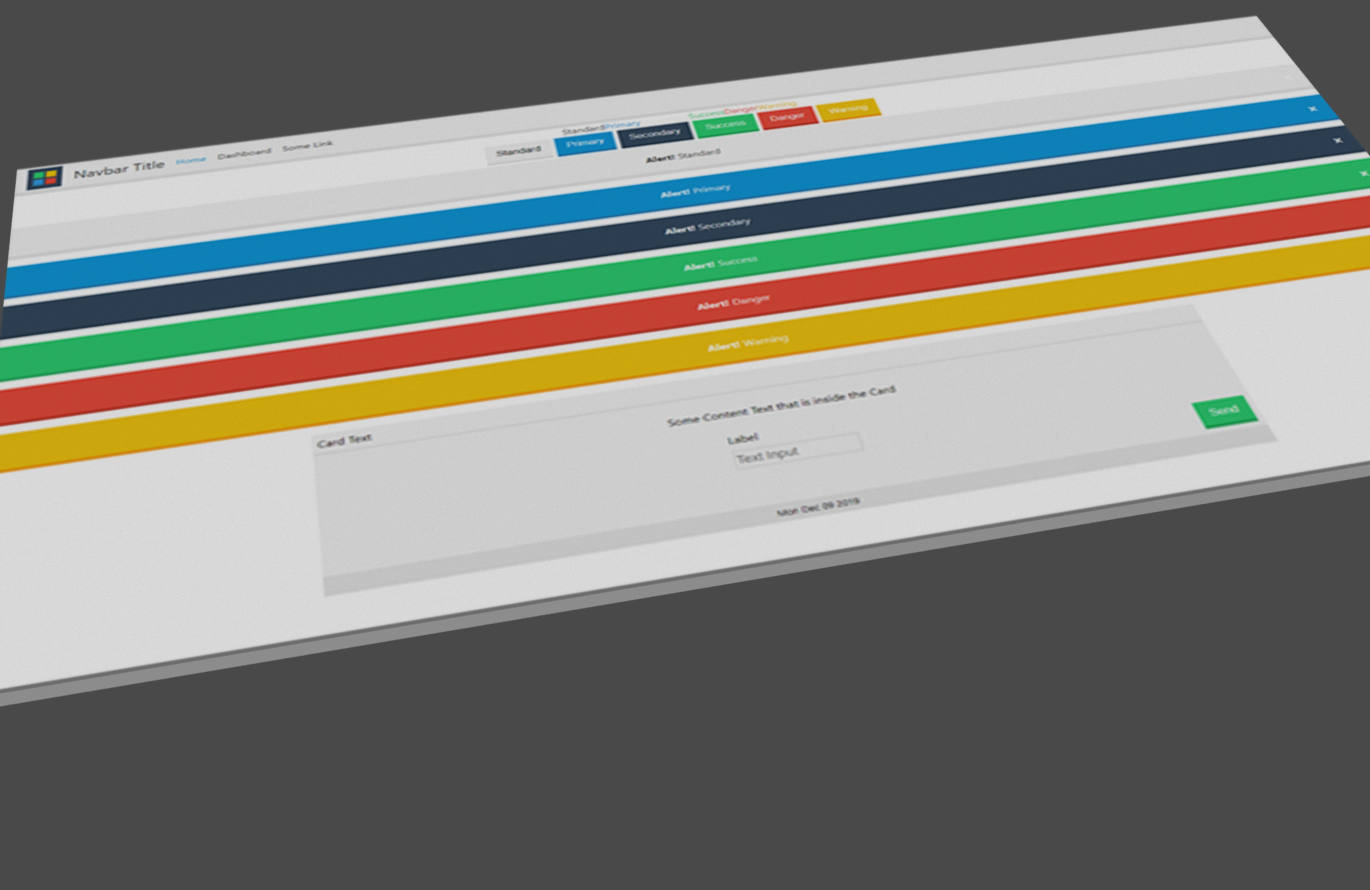 Navbar Title Home Dashboard Some Link
StandardPrimary SuccessDangerWarning
Standard Primary Secondary Success Danger Warning
Alert! Standard
Alert! Primary
Alert! Secondary
Alert! Success
Alert! Danger
Alert! Warning
Card Text
Some Content Text that is inside the Card
Label
Text Input
Send
Mon Dec 09 2019